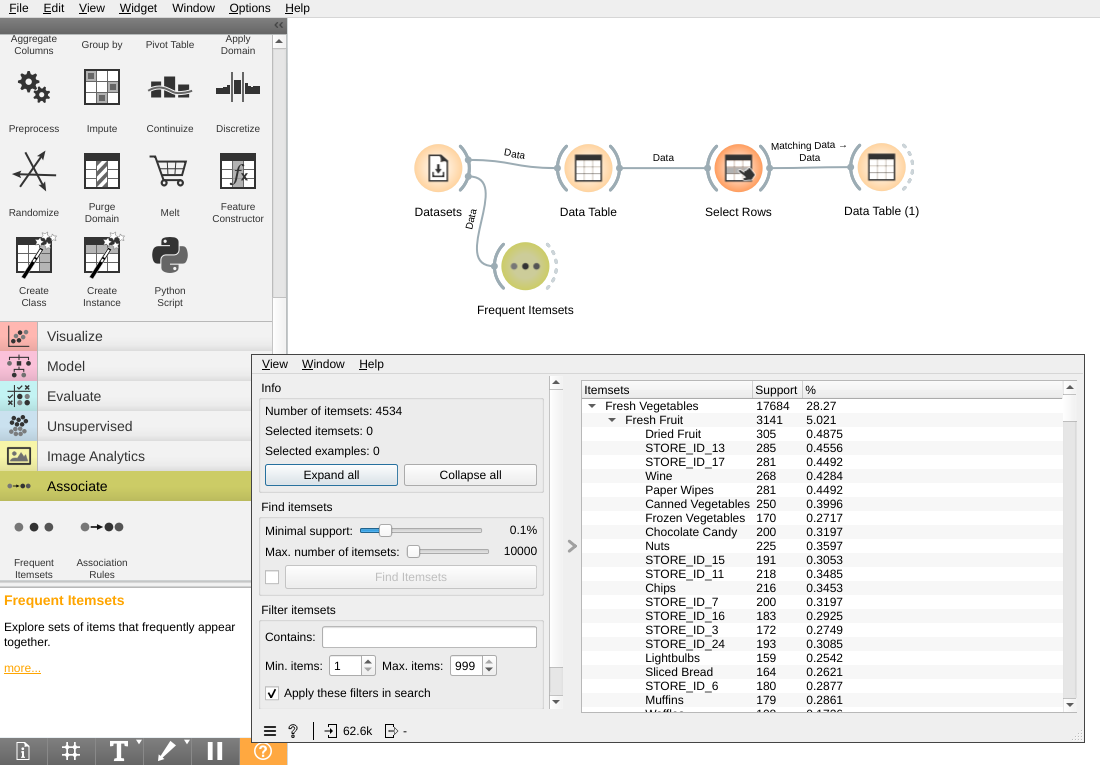 File Edit View Widget Window Options Help
Aggregate Columns
Group by
Pivot Table
Apply Domain
Preprocess
Impute
Continuize
Discretize
Randomize
Purge Domain
Melt
Feature Constructor
Create Class
Create Instance
Python Script
Visualize
Model
Evaluate
Unsupervised
Image Analytics
Associate
Frequent Itemsets
Association Rules
Frequent Itemsets
Explore sets of items that frequently appear
together.
more...
Datasets
Data
Data Table
Data
Select Rows
Matching Data →
Data
Data Table (1)
Data
Frequent Itemsets
View Window Help
Info
Number of itemsets: 4534
Selected itemsets: 0
Selected examples: 0
Expand all
Collapse all
Find itemsets
Minimal support: 0.1%
Max. number of itemsets: 10000
Find Itemsets
Filter itemsets
Contains:
Min. items: 1 Max. items: 999
Apply these filters in search
? 62.6k -
Itemsets Support %
Fresh Vegetables 17684 28.27
Fresh Fruit 3141 5.021
Dried Fruit 305 0.4875
STORE_ID_13 285 0.4556
STORE_ID_17 281 0.4492
Wine 268 0.4284
Paper Wipes 281 0.4492
Canned Vegetables 250 0.3996
Frozen Vegetables 170 0.2717
Chocolate Candy 200 0.3197
Nuts 225 0.3597
STORE_ID_15 191 0.3053
STORE_ID_11 218 0.3485
Chips 216 0.3453
STORE_ID_7 200 0.3197
STORE_ID_16 183 0.2925
STORE_ID_3 172 0.2749
STORE_ID_24 193 0.3085
Lightbulbs 159 0.2542
Sliced Bread 164 0.2621
STORE_ID_6 180 0.2877
Muffins 179 0.2861